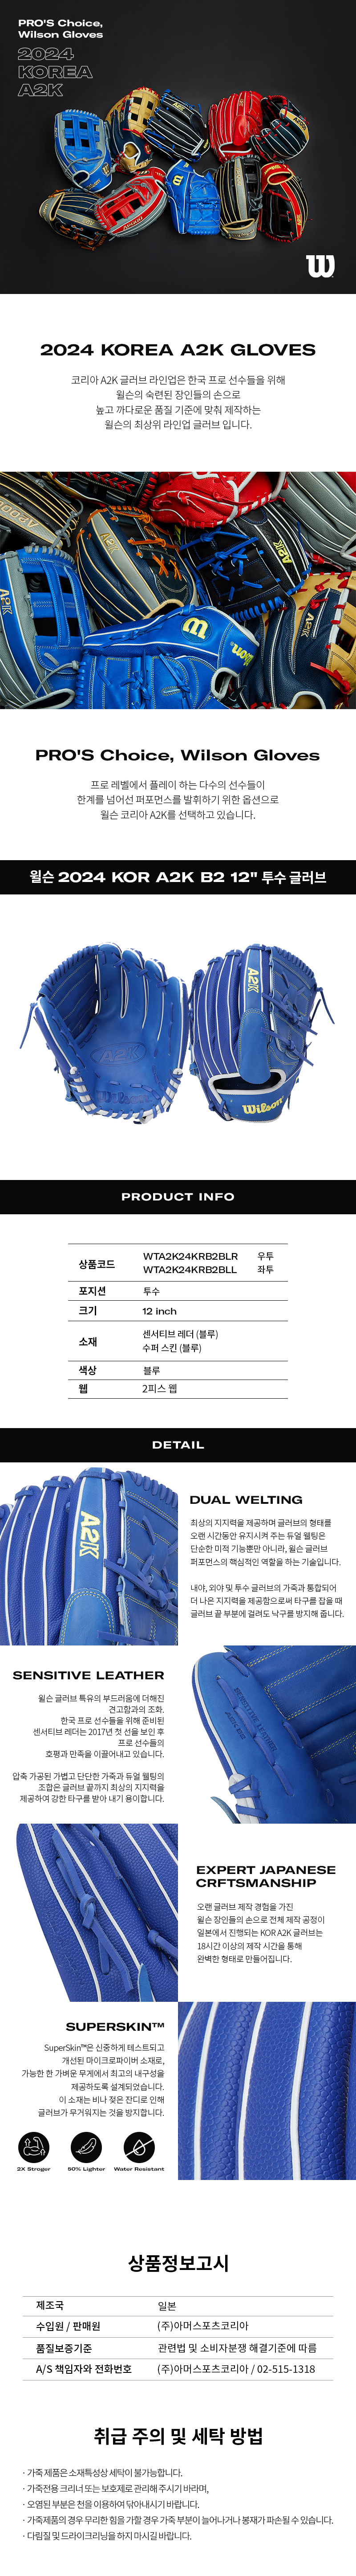 PRO'S Choice,
Wilson Gloves
2024
KOREA
A2K
W
2024 KOREA A2K GLOVES
코리아 A2K 글러브 라인업은 한국 프로 선수들을 위해
윌슨의 숙련된 장인들의 손으로
높고 까다로운 품질 기준에 맞춰 제작하는
윌슨의 최상위 라인업 글러브 입니다.
A2K
A2K
A2K
W
Wilson
PRO'S Choice, Wilson Gloves
프로 레벨에서 플레이 하는 다수의 선수들이
한계를 넘어선 퍼포먼스를 발휘하기 위한 옵션으로
윌슨 코리아 A2K를 선택하고 있습니다.
윌슨 2024 KOR A2K B2 12" 투수 글러브
A2K
A2K
Wilson
PRODUCT INFO
상품코드 WTA2K24KRB2BLR 우투
WTA2K24KRB2BLL 좌투
포지션 투수
크기 12 inch
소재 센서티브 레더 (블루)
수퍼 스킨 (블루)
색상 블루
웹 2피스 웹
DETAIL
A2K
DUAL WELTING
최상의 지지력을 제공하며 글러브의 형태를
오랜 시간동안 유지시켜 주는 듀얼 웰팅은
단순한 미적 기능뿐만 아니라, 윌슨 글러브
퍼포먼스의 핵심적인 역할을 하는 기술입니다.
내야, 외야 및 투수 글러브의 가죽과 통합되어
더 나은 지지력을 제공함으로써 타구를 잡을 때
글러브 끝 부분에 걸려도 낙구를 방지해 줍니다.
SENSITIVE LEATHER
윌슨 글러브 특유의 부드러움에 더해진
견고함과의 조화.
한국 프로 선수들을 위해 준비된
센서티브 레더는 2017년 첫 선을 보인 후
프로 선수들의
호평과 만족을 이끌어내고 있습니다.
압축 가공된 가볍고 단단한 가죽과 듀얼 웰팅의
조합은 글러브 끝까지 최상의 지지력을
제공하여 강한 타구를 받아 내기 용이합니다.
EXPERT JAPANESE
CRFTSMANSHIP
오랜 글러브 제작 경험을 가진
윌슨 장인들의 손으로 전체 제작 공정이
일본에서 진행되는 KOR A2K 글러브는
18시간 이상의 제작 시간을 통해
완벽한 형태로 만들어집니다.
SUPERSKIN™
SuperSkin™은 신중하게 테스트되고
개선된 마이크로파이버 소재로,
가능한 한 가벼운 무게에서 최고의 내구성을
제공하도록 설계되었습니다.
이 소재는 비나 젖은 잔디로 인해
글러브가 무거워지는 것을 방지합니다.
2X Stroger 50% Lighter Water Resistant
상품정보고시
제조국 일본
수입원 / 판매원 (주)아머스포츠코리아
품질보증기준 관련법 및 소비자분쟁 해결기준에 따름
A/S 책임자와 전화번호 (주)아머스포츠코리아 / 02-515-1318
취급 주의 및 세탁 방법
· 가죽 제품은 소재특성상 세탁이 불가능합니다.
· 가죽전용 크리너 또는 보호제로 관리해 주시기 바라며,
· 오염된 부분은 천을 이용하여 닦아내시기 바랍니다.
· 가죽제품의 경우 무리한 힘을 가할 경우 가죽 부분이 늘어나거나 봉재가 파손될 수 있습니다.
· 다림질 및 드라이크리닝을 하지 마시길 바랍니다.